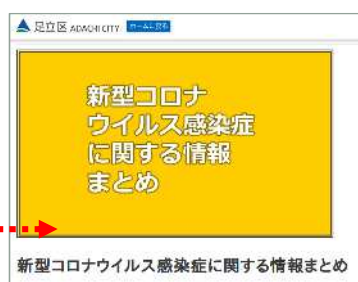 足立区 ADACHI CITY ホームに戻る
新型コロナ
ウイルス感染症
に関する情報
まとめ
新型コロナウイルス感染症に関する情報まとめ